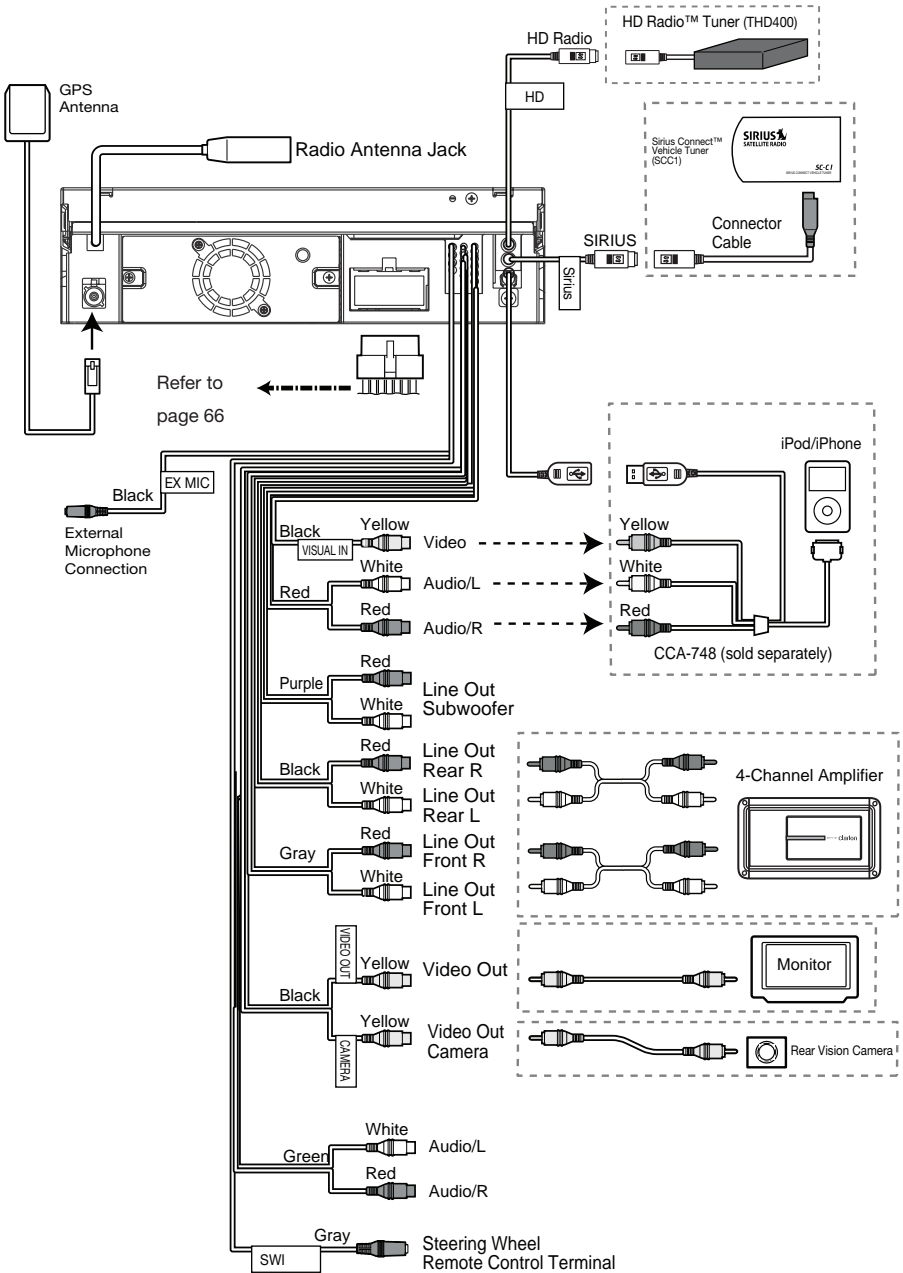 HD Radio™ Tuner (THD400)
HD Radio
HD
GPS
Antenna
Radio Antenna Jack
Sirius Connect™
Vehicle Tuner
(SCC1)
SIRIUS
SATELLITE RADIO
SC-C1
SIRIUS CONNECT VEHICLE TUNER
Connector
Cable
SIRIUS
Sirius
Refer to
page 66
iPod/iPhone
EX MIC
Black
External
Microphone
Connection
Black
VISUAL IN
Yellow
Video
Yellow
White
Audio/L
White
Red
Red
Audio/R
Red
CCA-748 (sold separately)
Purple
Red
White
Line Out
Subwoofer
Black
Red
Line Out
Rear R
White
Line Out
Rear L
4-Channel Amplifier
clarion
Gray
Red
Line Out
Front R
White
Line Out
Front L
VIDEO OUT
Yellow
Video Out
Monitor
Black
CAMERA
Yellow
Video Out
Camera
Rear Vision Camera
White
Audio/L
Green
Red
Audio/R
Gray
SWI
Steering Wheel
Remote Control Terminal